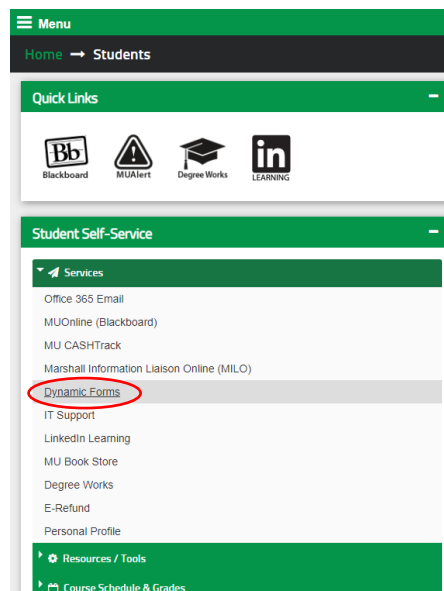 Menu
Home → Students
Quick Links
Bb
Blackboard
MUAlert
Degree Works
in
LEARNING
Student Self-Service
Services
Office 365 Email
MUOnline (Blackboard)
MU CASHTrack
Marshall Information Liaison Online (MILO)
Dynamic Forms
IT Support
LinkedIn Learning
MU Book Store
Degree Works
E-Refund
Personal Profile
Resources / Tools
Course Schedule & Grades